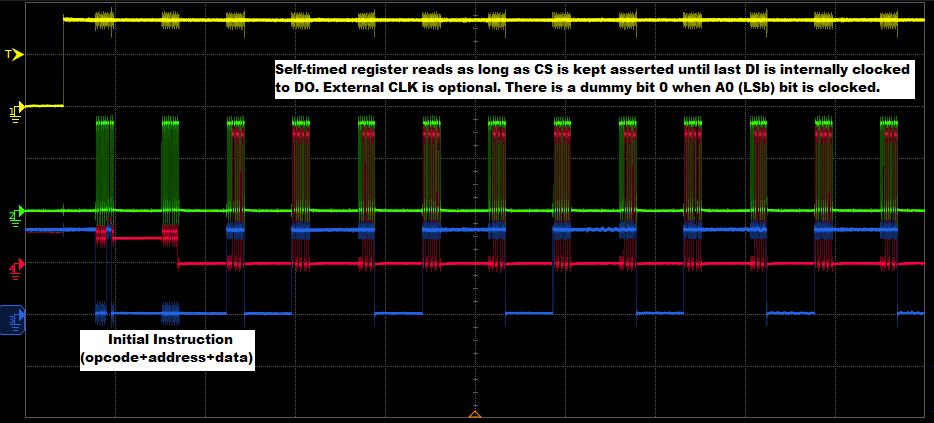 T
Self-timed register reads as long as CS is kept asserted until last DI is internally clocked
to DO. External CLK is optional. There is a dummy bit 0 when A0 (LSb) bit is clocked.
1
2
4
3
Initial Instruction
(opcode+address+data)